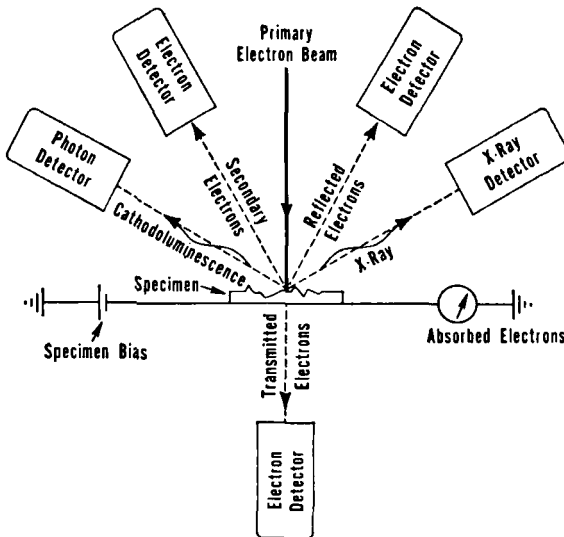 Primary
Electron Beam
Electron
Detector
Electron
Detector
Photon
Detector
X-Ray
Detector
Secondary
Electrons
Reflected
Electrons
Cathodoluminescence
X-Ray
Specimen
Specimen Bias
Absorbed Electrons
Transmitted
Electrons
Electron
Detector